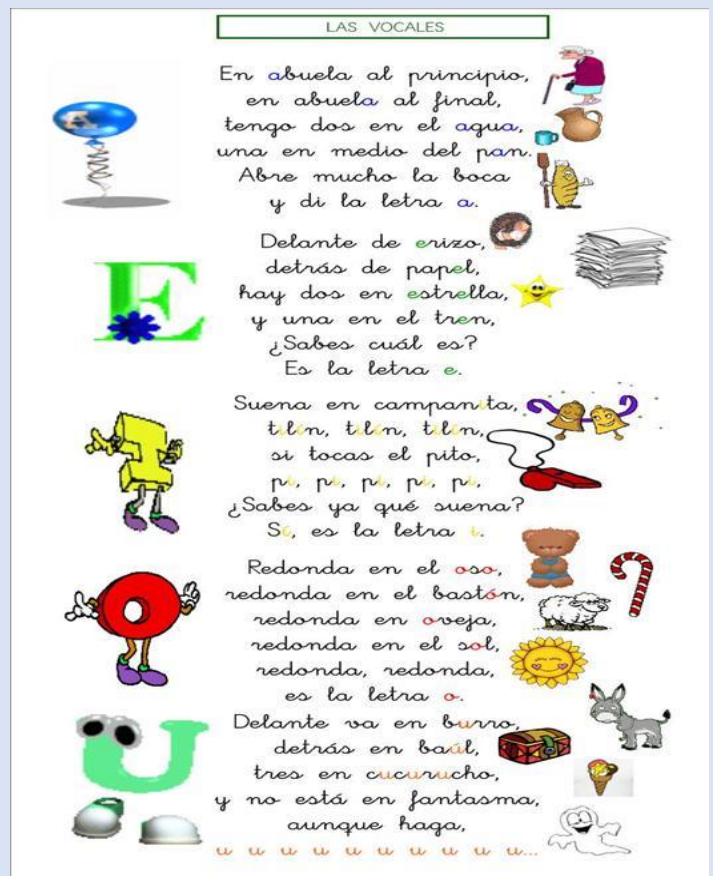 LAS VOCALES
A
En abuela al principio,
en abuela al final,
tengo dos en el agua,
una en medio del pan.
Abre mucho la boca
y di la letra a.
E
Delante de erizo,
detrás de papel,
hay dos en estrella,
y una en el tren,
¿Sabes cuál es?
Es la letra e.
I
Suena en campanita,
tilín, tilín, tilín,
si tocas el pito,
pi, pi, pi, pi, pi,
¿Sabes ya qué suena?
Sí, es la letra i.
O
Redonda en el oso,
redonda en el bastón,
redonda en oveja,
redonda en el sol,
redonda, redonda,
es la letra o.
U
Delante va en burro,
detrás en baúl,
tres en cucurucho,
y no está en fantasma,
aunque haga,
u u u u u u u u u u...